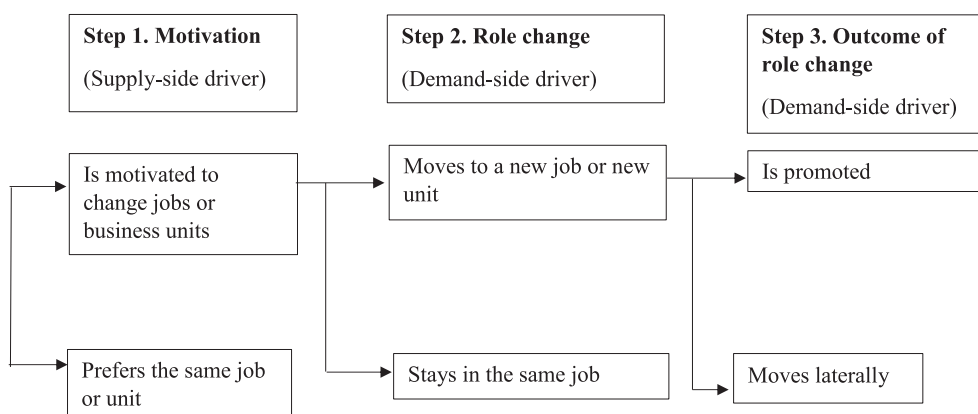 Step 1. Motivation
(Supply-side driver)
Step 2. Role change
(Demand-side driver)
Step 3. Outcome of
role change
(Demand-side driver)
Is motivated to
change jobs or
business units
Moves to a new job or new
unit
Is promoted
Prefers the same job
or unit
Stays in the same job
Moves laterally